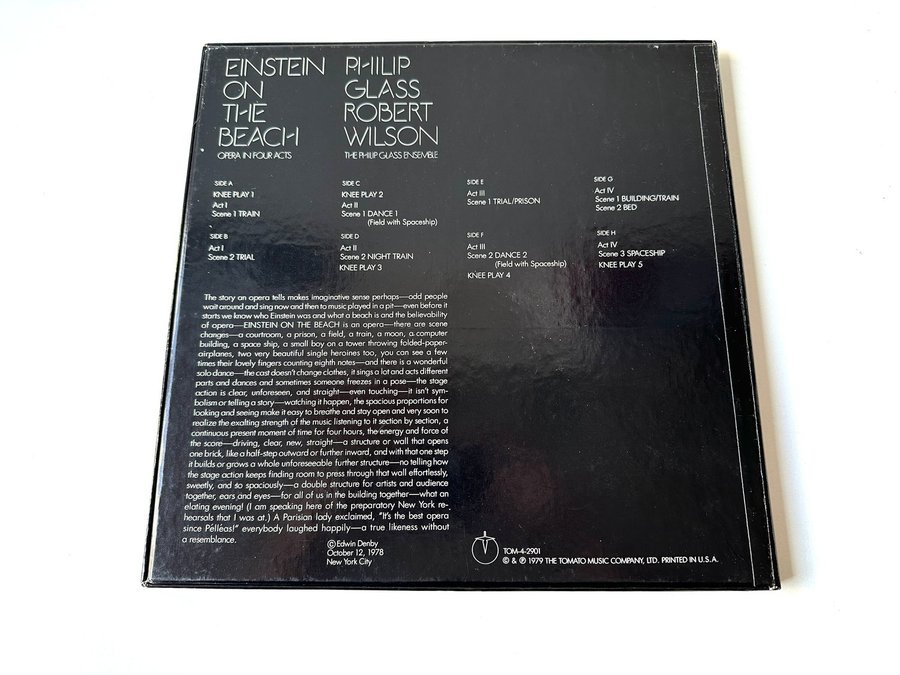 EINSTEIN
ON
THE
BEACH
OPERA IN FOUR ACTS
PHILIP
GLASS
ROBERT
WILSON
THE PHILIP GLASS ENSEMBLE
SIDE A
KNEE PLAY 1
Act I
Scene 1 TRAIN
SIDE B
Act I
Scene 2 TRIAL
SIDE C
KNEE PLAY 2
Act II
Scene 1 DANCE 1
(Field with Spaceship)
SIDE D
Act II
Scene 2 NIGHT TRAIN
KNEE PLAY 3
SIDE E
Act III
Scene 1 TRIAL/PRISON
SIDE F
Act III
Scene 2 DANCE 2
(Field with Spaceship)
KNEE PLAY 4
SIDE G
Act IV
Scene 1 BUILDING/TRAIN
Scene 2 BED
SIDE H
Act IV
Scene 3 SPACESHIP
KNEE PLAY 5
The story an opera tells makes imaginative sense perhaps—odd people
wait around and sing now and then to music played in a pit—even before it
starts we know who Einstein was and what a beach is and the believability
of opera—EINSTEIN ON THE BEACH is an opera—there are scene
changes—a courtroom, a prison, a field, a train, a moon, a computer
building, a space ship, a small boy on a tower throwing folded-paper-
airplanes, two very beautiful single heroines too, you can see a few
times their lovely fingers counting eighth notes—and there is a wonderful
solo dance—the cast doesn't change clothes, it sings a lot and acts different
parts and dances and sometimes someone freezes in a pose—the stage
action is clear, unforeseen, and straight—even touching—it isn't sym-
bolism or telling a story—watching it happen, the spacious proportions for
looking and seeing make it easy to breathe and stay open and very soon to
realize the exalting strength of the music listening to it section by section, a
continuous present moment of time for four hours, the energy and force of
the score—driving, clear, new, straight—a structure or wall that opens
one brick, like a half-step outward or further inward, and with that one step
it builds or grows a whole unforeseeable further structure—no telling how
the stage action keeps finding room to press through that wall effortlessly,
sweetly, and so spaciously—a double structure for artists and audience
together, ears and eyes—for all of us in the building together—what an
elating evening! (I am speaking here of the preparatory New York re-
hearsals that I was at.) A Parisian lady exclaimed, "It's the best opera
since Pélléas!" everybody laughed happily—a true likeness without
a resemblance.
© Edwin Denby
October 12, 1978
New York City
TOM-4-2901
© & ℗ 1979 THE TOMATO MUSIC COMPANY, LTD. PRINTED IN U.S.A.